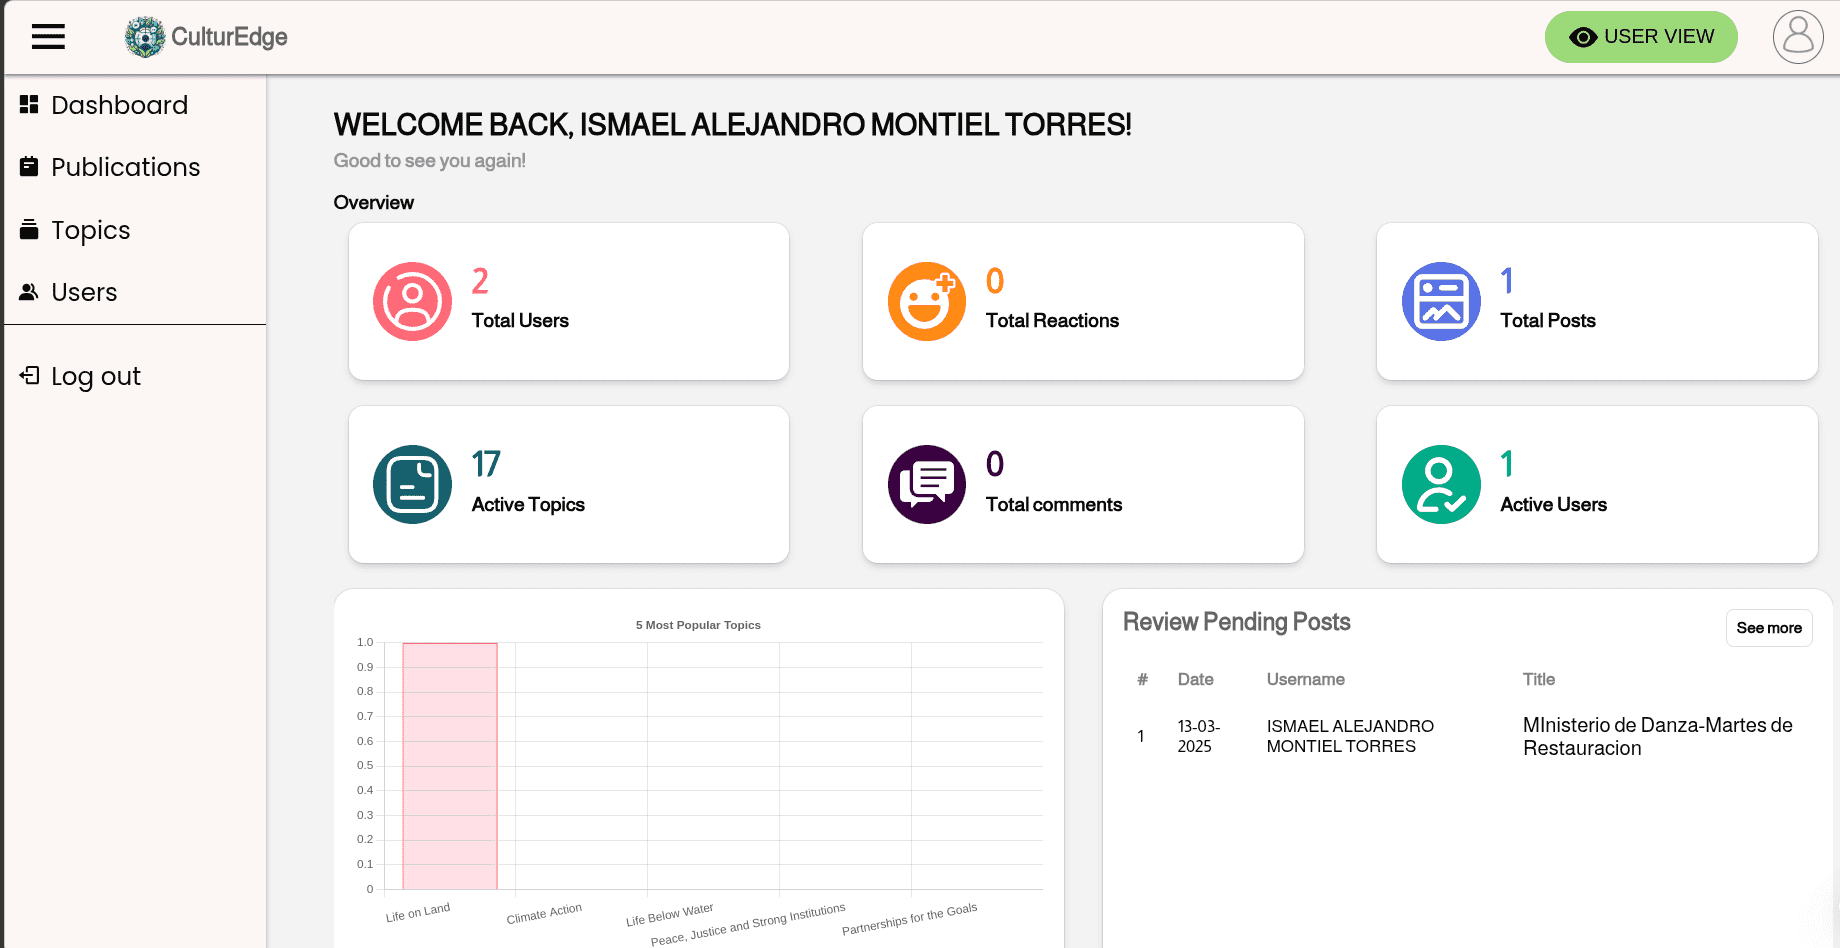 CulturEdge
USER VIEW
Dashboard
Publications
Topics
Users
Log out
WELCOME BACK, ISMAEL ALEJANDRO MONTIEL TORRES!
Good to see you again!
Overview
2
Total Users
0
Total Reactions
1
Total Posts
17
Active Topics
0
Total comments
1
Active Users
5 Most Popular Topics
1.0
0.9
0.8
0.7
0.6
0.5
0.4
0.3
0.2
0.1
0
Life on Land
Climate Action
Life Below Water
Peace, Justice and Strong Institutions
Partnerships for the Goals
Review Pending Posts
See more
# Date Username Title
1
13-03-
2025
ISMAEL ALEJANDRO
MONTIEL TORRES
MInisterio de Danza-Martes de
Restauracion